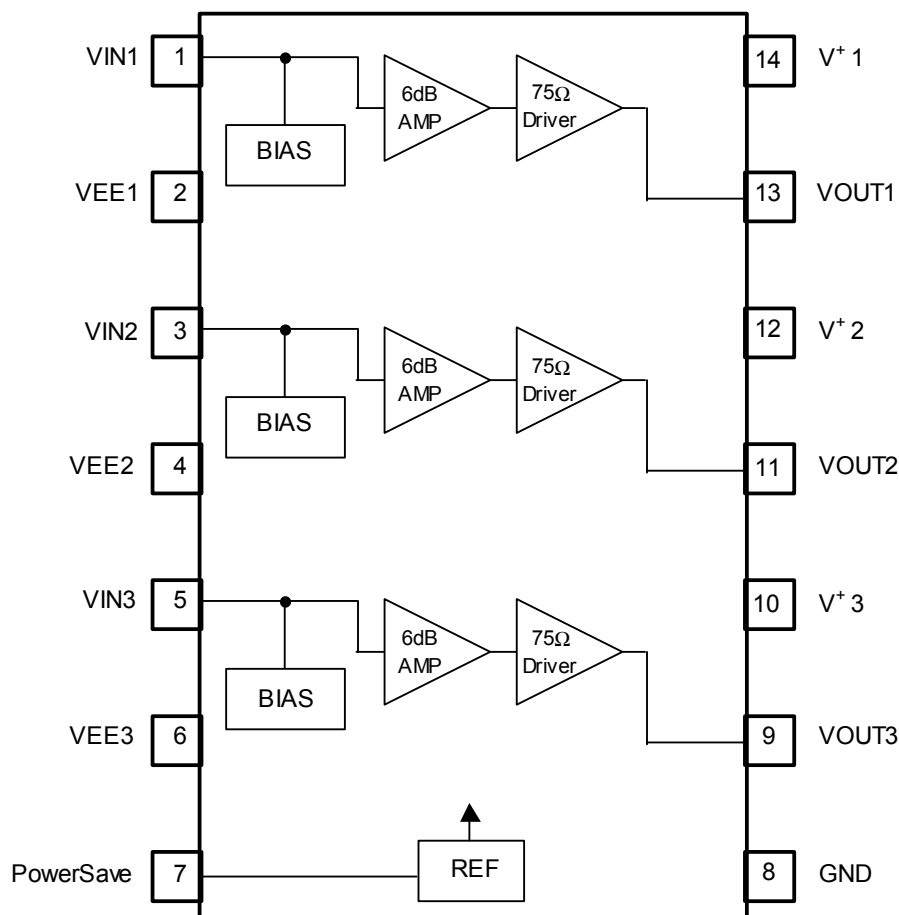 VIN1 1 14 V+ 1
6dB AMP
75Ω Driver
BIAS
VEE1 2 13 VOUT1
VIN2 3 12 V+ 2
6dB AMP
75Ω Driver
BIAS
VEE2 4 11 VOUT2
VIN3 5 10 V+ 3
6dB AMP
75Ω Driver
BIAS
VEE3 6 9 VOUT3
PowerSave 7 REF 8 GND